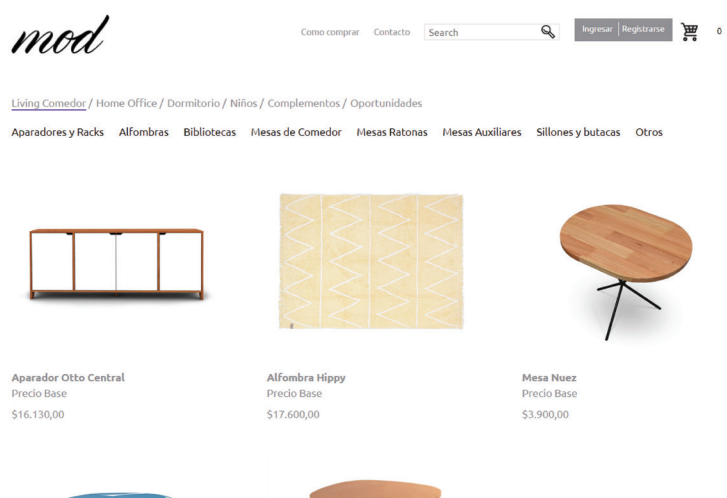 mod
Como comprar Contacto Search Ingresar Registrarse 0
Living Comedor / Home Office / Dormitorio / Niños / Complementos / Oportunidades
Aparadores y Racks Alfombras Bibliotecas Mesas de Comedor Mesas Ratonas Mesas Auxiliares Sillones y butacas Otros
Aparador Otto Central
Precio Base
$16.130,00
Alfombra Hippy
Precio Base
$17.600,00
Mesa Nuez
Precio Base
$3.900,00